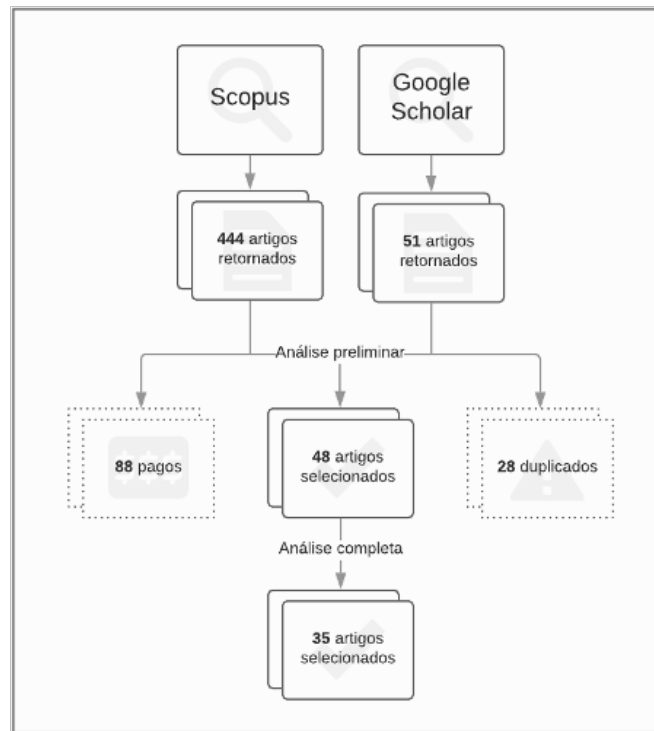 Scopus
Google
Scholar
444 artigos
retornados
51 artigos
retornados
Análise preliminar
88 pagos
48 artigos
selecionados
28 duplicados
Análise completa
35 artigos
selecionados